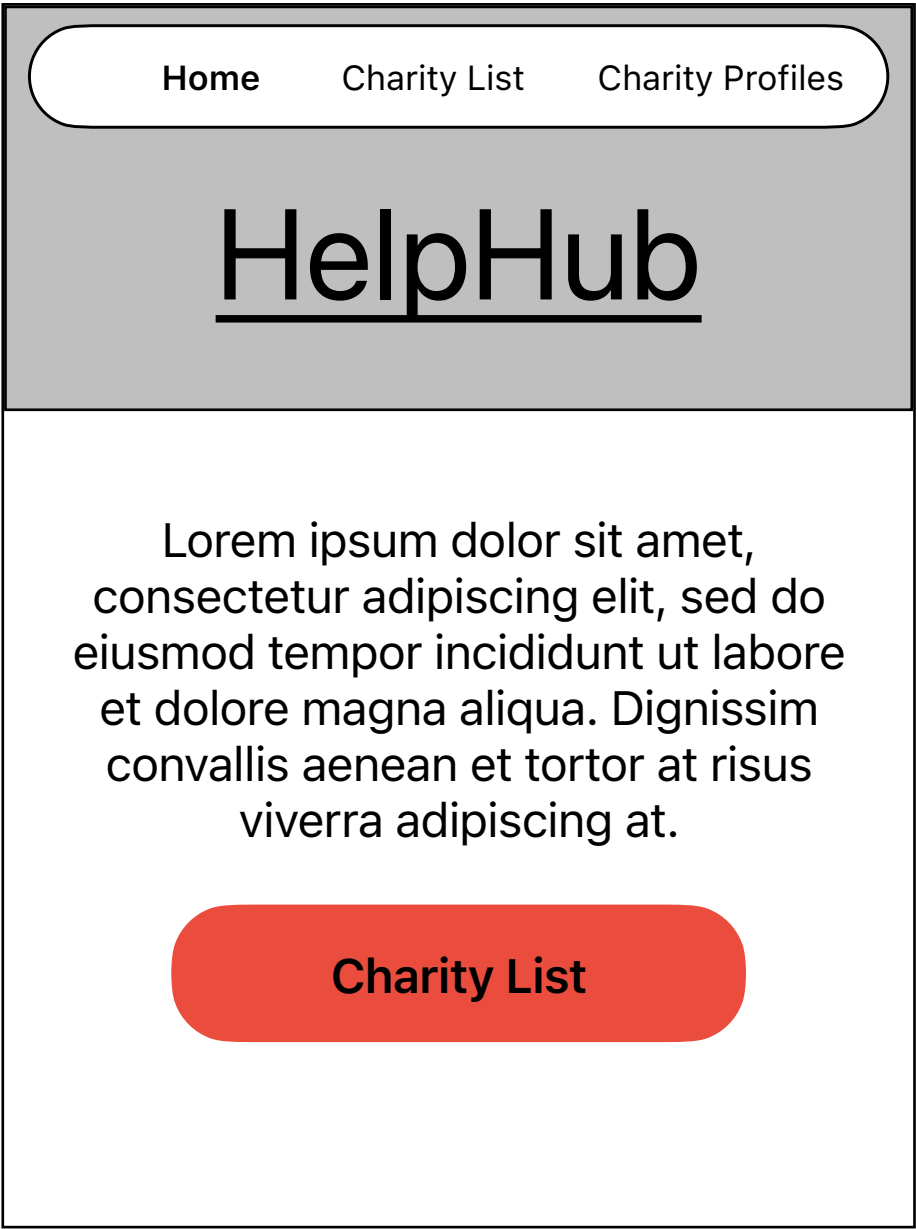 Home Charity List Charity Profiles
HelpHub
Lorem ipsum dolor sit amet,
consectetur adipiscing elit, sed do
eiusmod tempor incididunt ut labore
et dolore magna aliqua. Dignissim
convallis aenean et tortor at risus
viverra adipiscing at.
Charity List